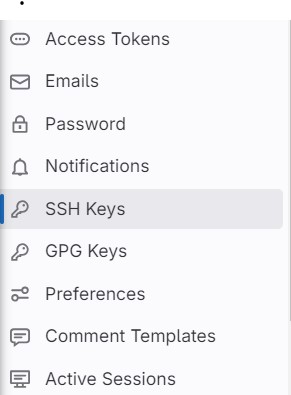 Access Tokens
Emails
Password
Notifications
SSH Keys
GPG Keys
Preferences
Comment Templates
Active Sessions